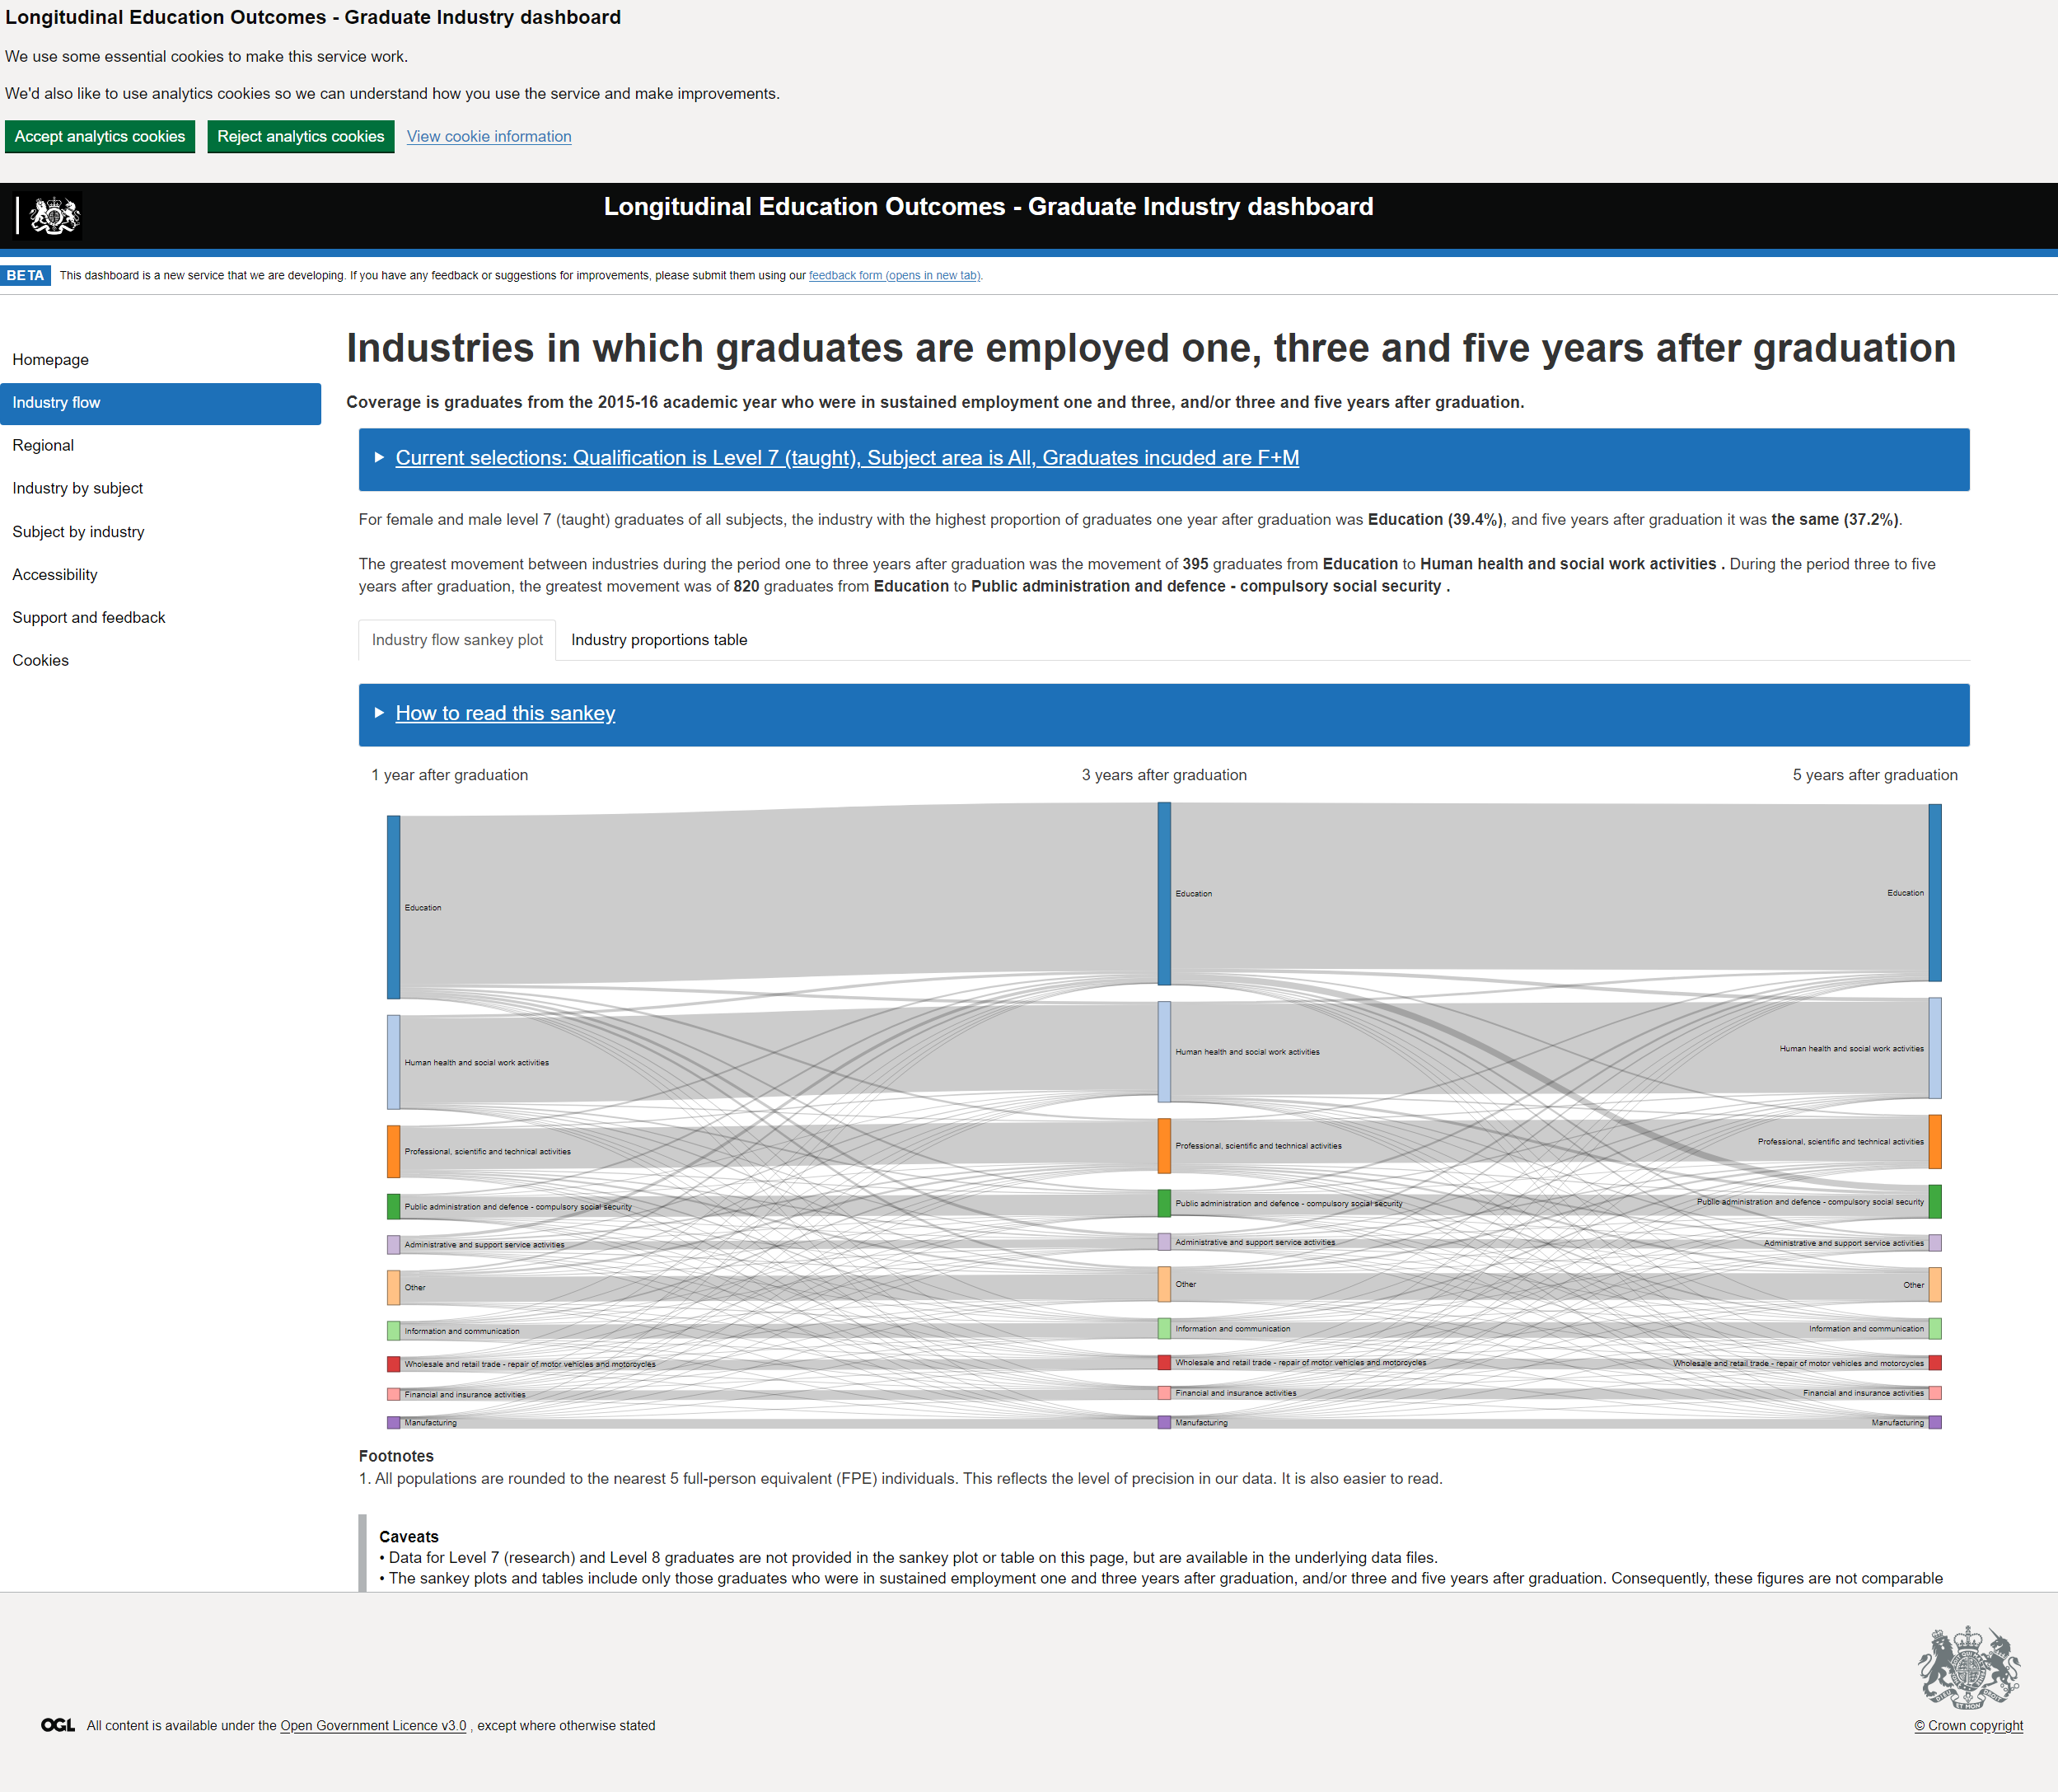 Longitudinal Education Outcomes - Graduate Industry dashboard
We use some essential cookies to make this service work.
We'd also like to use analytics cookies so we can understand how you use the service and make improvements.
Accept analytics cookies Reject analytics cookies View cookie information
Longitudinal Education Outcomes - Graduate Industry dashboard
BETA This dashboard is a new service that we are developing. If you have any feedback or suggestions for improvements, please submit them using our feedback form (opens in new tab).
Homepage
Industry flow
Regional
Industry by subject
Subject by industry
Accessibility
Support and feedback
Cookies
Industries in which graduates are employed one, three and five years after graduation
Coverage is graduates from the 2015-16 academic year who were in sustained employment one and three, and/or three and five years after graduation.
Current selections: Qualification is Level 7 (taught), Subject area is All, Graduates incuded are F+M
For female and male level 7 (taught) graduates of all subjects, the industry with the highest proportion of graduates one year after graduation was Education (39.4%), and five years after graduation it was the same (37.2%).
The greatest movement between industries during the period one to three years after graduation was the movement of 395 graduates from Education to Human health and social work activities . During the period three to five
years after graduation, the greatest movement was of 820 graduates from Education to Public administration and defence - compulsory social security .
Industry flow sankey plot Industry proportions table
How to read this sankey
1 year after graduation 3 years after graduation 5 years after graduation
Education Education Education
Human health and social work activities Human health and social work activities Human health and social work activities
Professional, scientific and technical activities Professional, scientific and technical activities Professional, scientific and technical activities
Public administration and defence - compulsory social security Public administration and defence - compulsory social security Public administration and defence - compulsory social security
Administrative and support service activities Administrative and support service activities Administrative and support service activities
Other Other Other
Information and communication Information and communication Information and communication
Wholesale and retail trade - repair of motor vehicles and motorcycles Wholesale and retail trade - repair of motor vehicles and motorcycles Wholesale and retail trade - repair of motor vehicles and motorcycles
Financial and insurance activities Financial and insurance activities Financial and insurance activities
Manufacturing Manufacturing Manufacturing
Footnotes
1. All populations are rounded to the nearest 5 full-person equivalent (FPE) individuals. This reflects the level of precision in our data. It is also easier to read.
Caveats
• Data for Level 7 (research) and Level 8 graduates are not provided in the sankey plot or table on this page, but are available in the underlying data files.
• The sankey plots and tables include only those graduates who were in sustained employment one and three years after graduation, and/or three and five years after graduation. Consequently, these figures are not comparable
OGL All content is available under the Open Government Licence v3.0 , except where otherwise stated
© Crown copyright